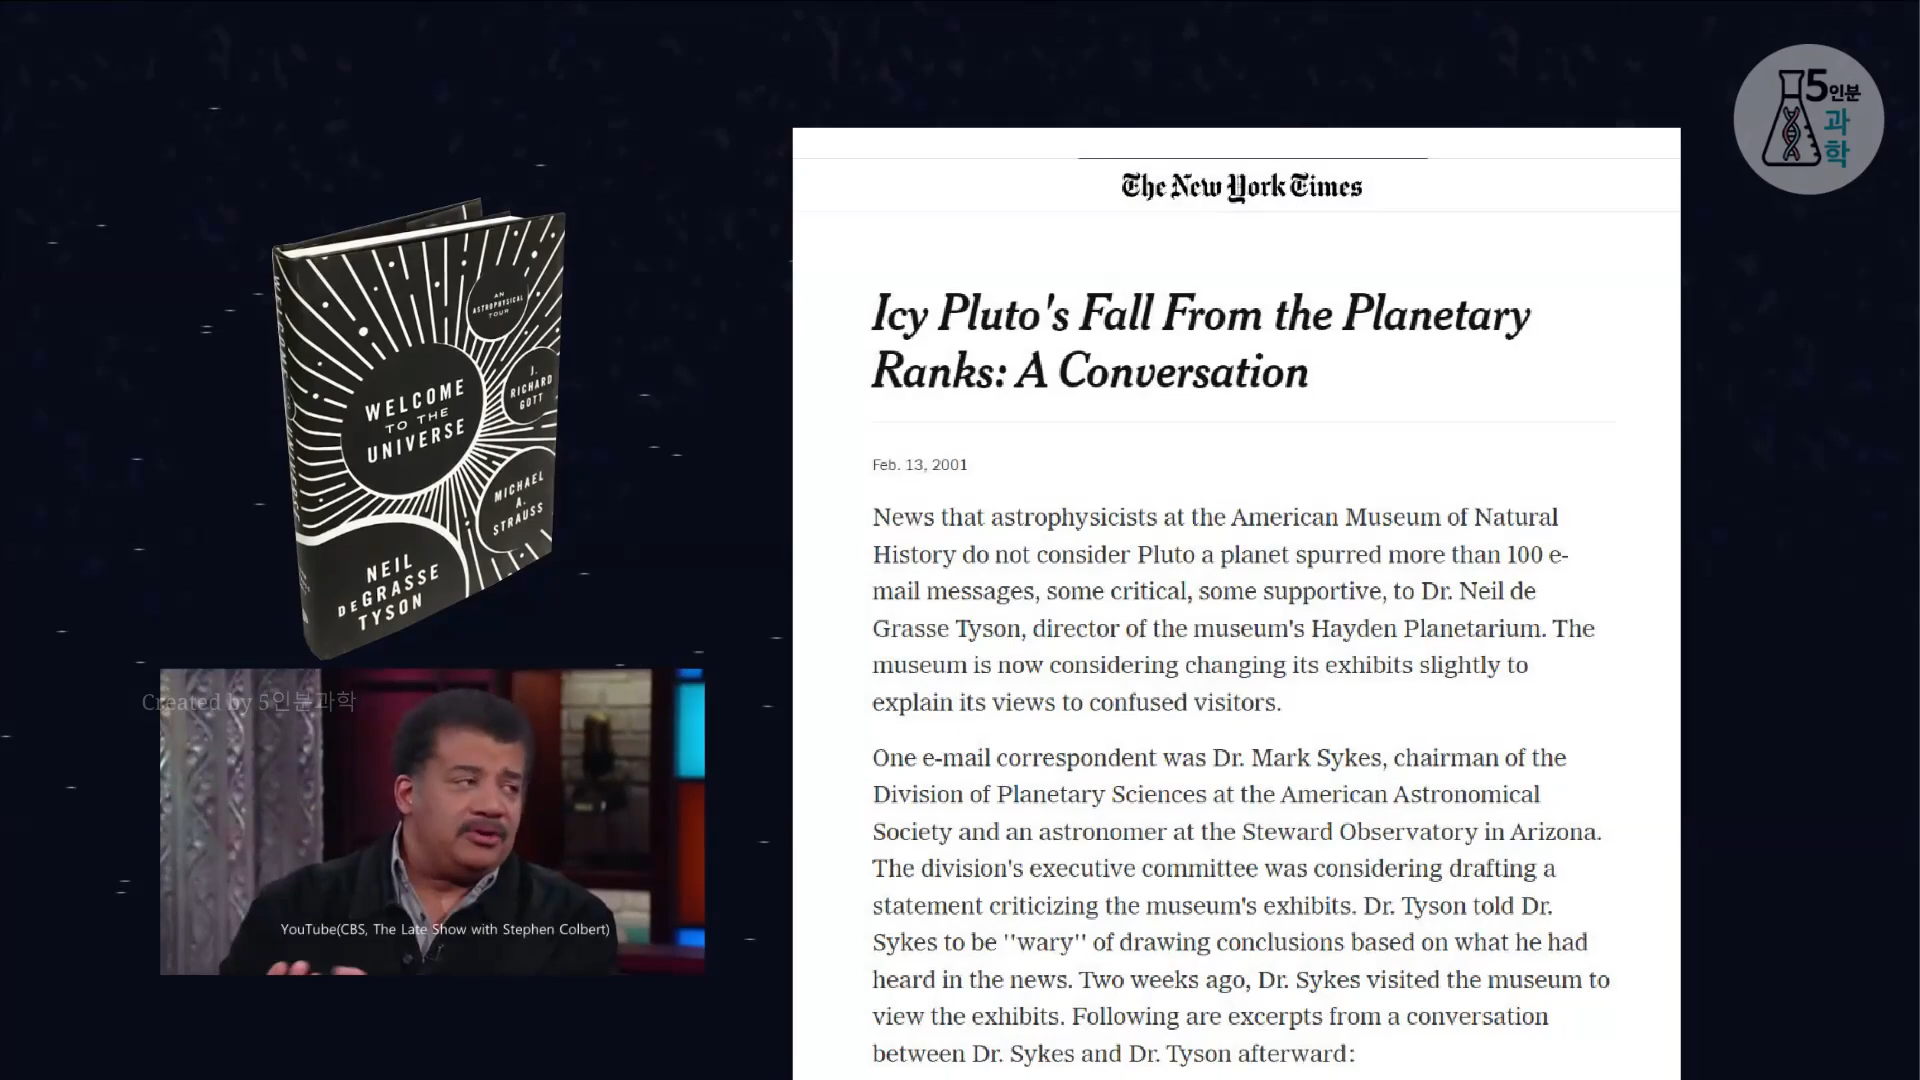 5인분
과
학
The New York Times
Icy Pluto's Fall From the Planetary
Ranks: A Conversation
Feb. 13, 2001
News that astrophysicists at the American Museum of Natural
History do not consider Pluto a planet spurred more than 100 e-
mail messages, some critical, some supportive, to Dr. Neil de
Grasse Tyson, director of the museum's Hayden Planetarium. The
museum is now considering changing its exhibits slightly to
explain its views to confused visitors.
One e-mail correspondent was Dr. Mark Sykes, chairman of the
Division of Planetary Sciences at the American Astronomical
Society and an astronomer at the Steward Observatory in Arizona.
The division's executive committee was considering drafting a
statement criticizing the museum's exhibits. Dr. Tyson told Dr.
Sykes to be ''wary'' of drawing conclusions based on what he had
heard in the news. Two weeks ago, Dr. Sykes visited the museum to
view the exhibits. Following are excerpts from a conversation
between Dr. Sykes and Dr. Tyson afterward:
AN
ASTROPHYSICAL
TOUR
WELCOME
TO THE
UNIVERSE
J.
RICHARD
GOTT
MICHAEL
A.
STRAUSS
NEIL
DEGRASSE
TYSON
Created by 5인분과학
YouTube(CBS, The Late Show with Stephen Colbert)